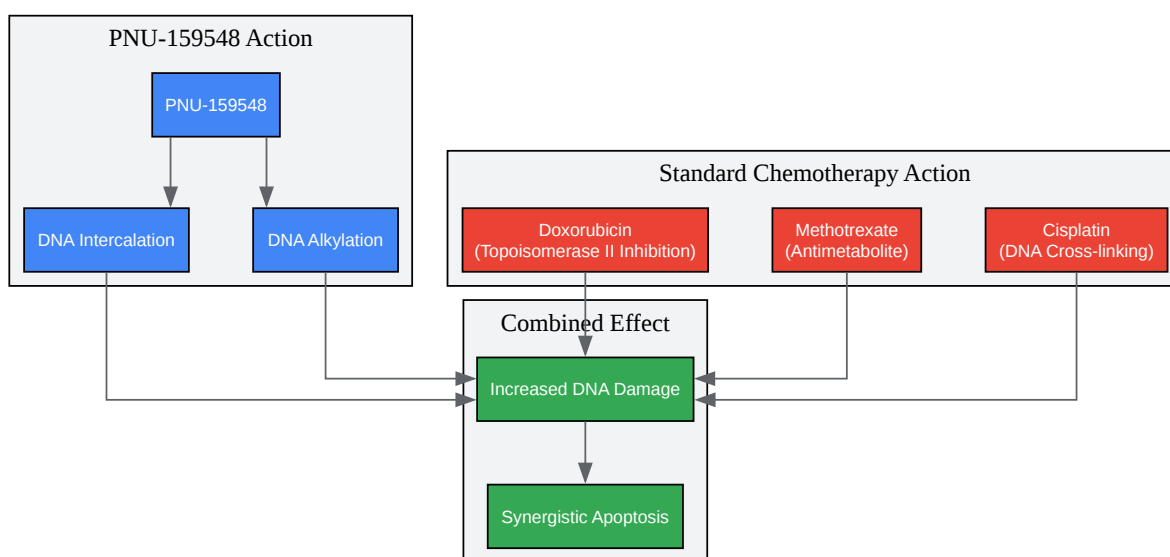 PNU-159548 Action
PNU-159548
DNA Intercalation
DNA Alkylation
Standard Chemotherapy Action
Doxorubicin
(Topoisomerase II Inhibition)
Methotrexate
(Antimetabolite)
Cisplatin
(DNA Cross-linking)
Combined Effect
Increased DNA Damage
Synergistic Apoptosis